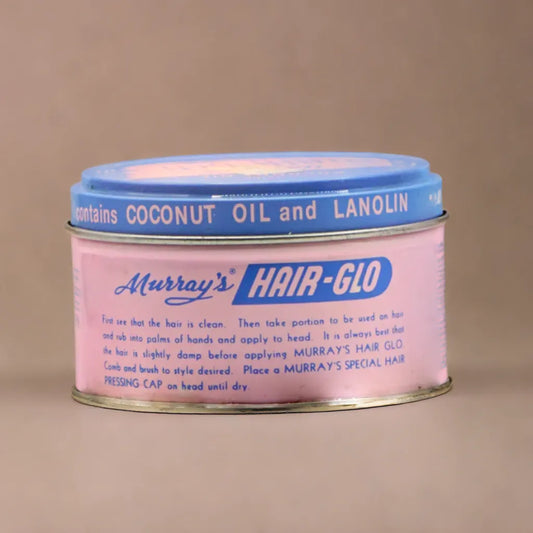 contains COCONUT OIL and LANOLIN
Murray's® HAIR-GLO
First see that the hair is clean. Then take portion to be used on hair
and rub into palms of hands and apply to head. It is always best that
the hair is slightly damp before applying MURRAY'S HAIR GLO.
Comb and brush to style desired. Place a MURRAY'S SPECIAL HAIR
PRESSING CAP on head until dry.